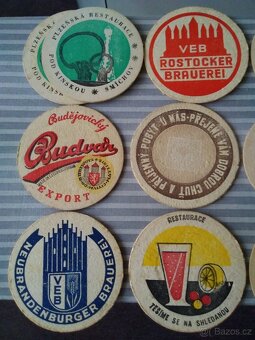 PLZEŇSKÁ RESTAURACE
POD KINSKOU SMÍCHOV
VEB
ROSTOCKER
BRAUEREI
Budějovický
Budvar
EXPORT
PŘEJEME VÁM DOBROU CHUŤ A PŘÍJEMNÝ POBYT U NÁS
NEUBRANDENBURGER BRAUEREI
VEB
RESTAURACE
TĚŠÍME SE NA SHLEDANOU
bazos.cz